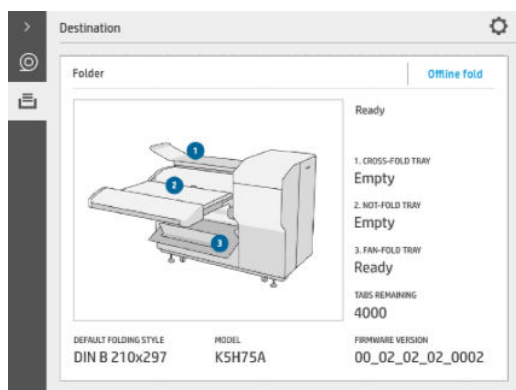 Destination
Folder
Offline fold
Ready
1
2
3
1. CROSS-FOLD TRAY
Empty
2. NOT-FOLD TRAY
Empty
3. FAN-FOLD TRAY
Ready
TABS REMAINING
4000
DEFAULT FOLDING STYLE
DIN B 210x297
MODEL
K5H75A
FIRMWARE VERSION
00_02_02_02_0002